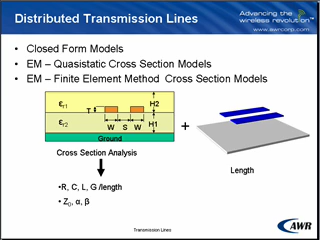 Distributed Transmission Lines
Advancing the
wireless revolution™
www.awrcorp.com
• Closed Form Models
• EM – Quasistatic Cross Section Models
• EM – Finite Element Method Cross Section Models
εr1
T
H2
εr2
W S W
H1
Ground
+
Cross Section Analysis
Length
•R, C, L, G /length
• Z0, α, β
Transmission Lines
AWR